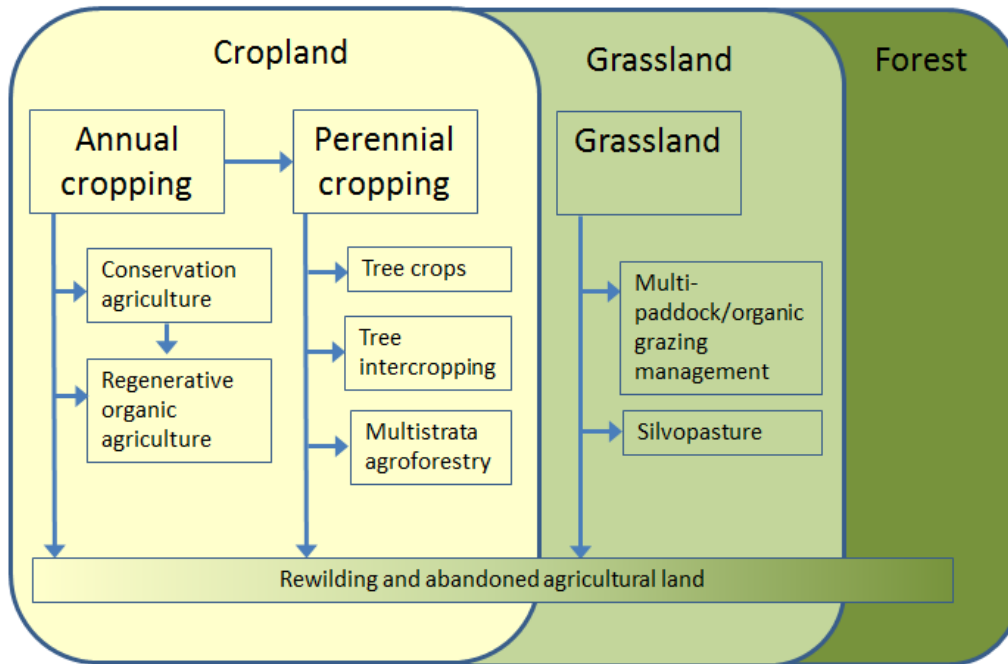 Cropland
Grassland
Forest
Annual
cropping
Perennial
cropping
Grassland
Conservation
agriculture
Regenerative
organic
agriculture
Tree crops
Tree
intercropping
Multistrata
agroforestry
Multi-
paddock/organic
grazing
management
Silvopasture
Rewilding and abandoned agricultural land